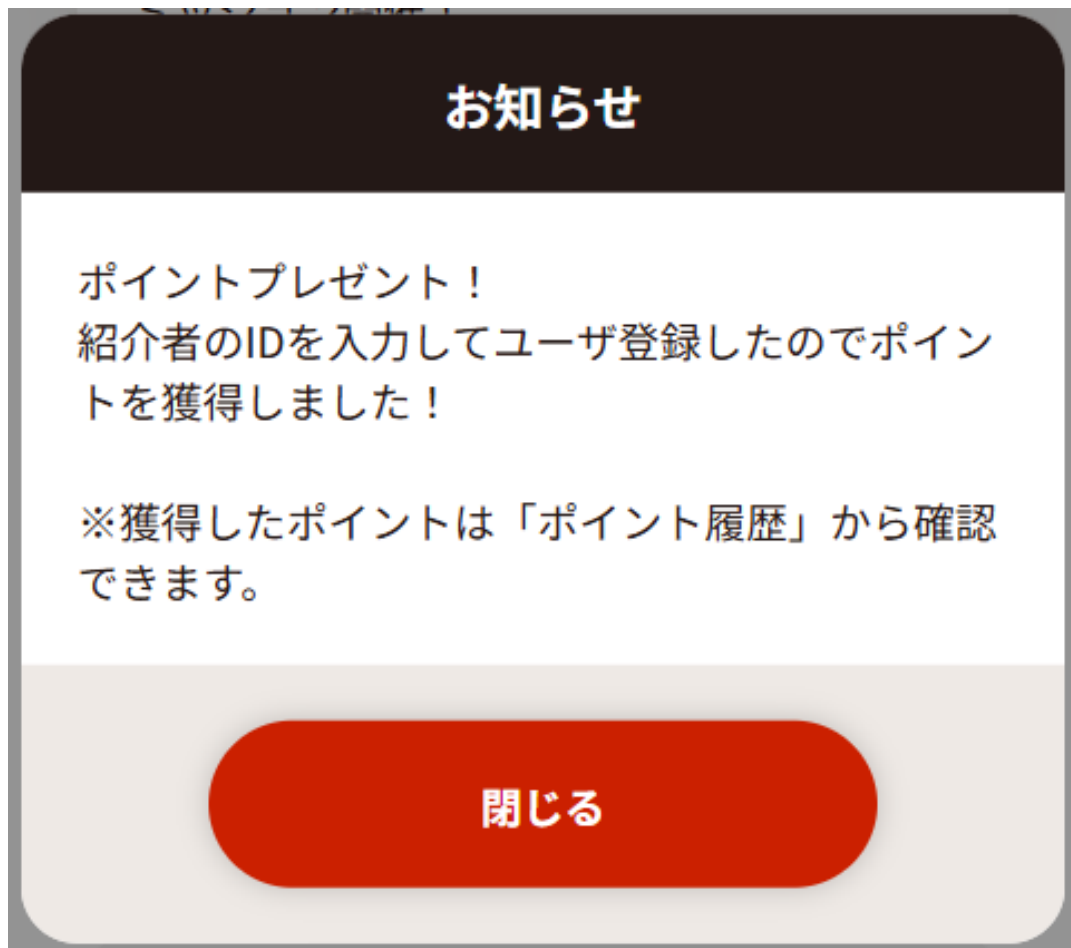 お知らせ
ポイントプレゼント！
紹介者のIDを入力してユーザ登録したのでポイン
トを獲得しました！
※獲得したポイントは「ポイント履歴」から確認
できます。
閉じる